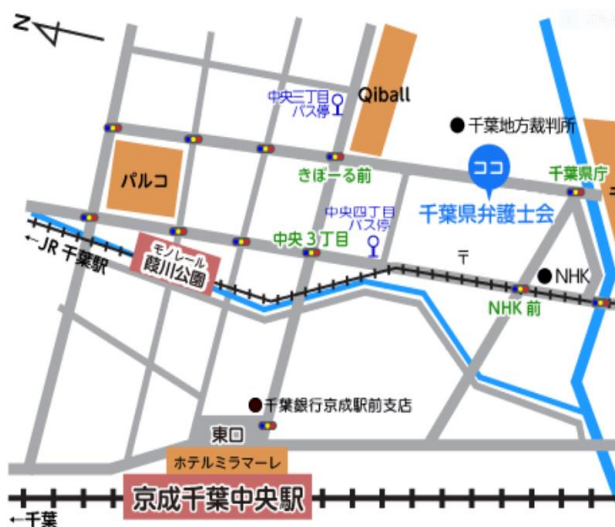 N
中央三丁目
バス停
Qiball
千葉地方裁判所
ココ
千葉県庁
パルコ
きぼーる前
千葉県弁護士会
中央四丁目
バス停
中央3丁目
←JR 千葉駅
モノレール
葭川公園
〒
NHK
NHK 前
千葉銀行京成駅前支店
東口
ホテルミラマーレ
京成千葉中央駅
←千葉